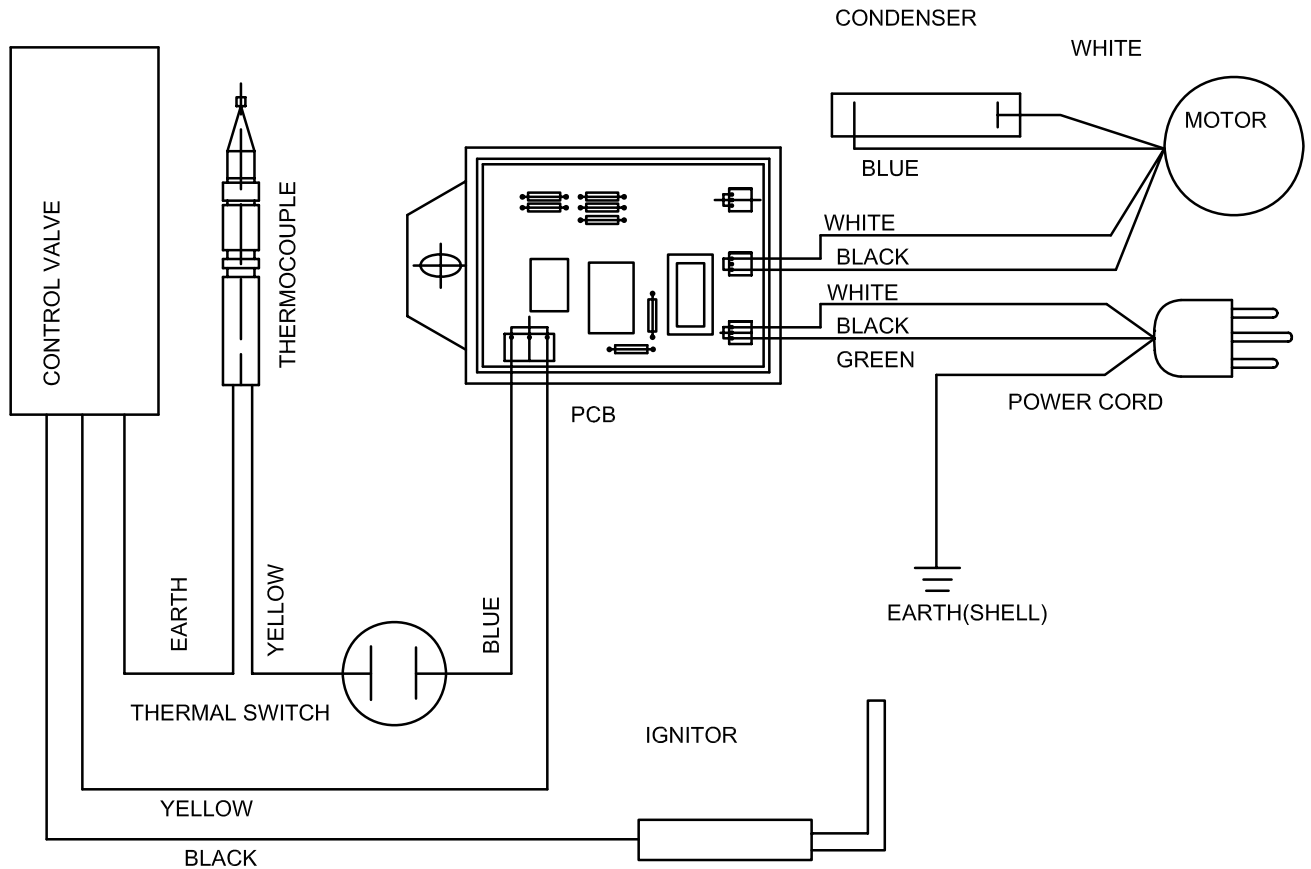 CONDENSER
WHITE
MOTOR
BLUE
CONTROL VALVE
THERMOCOUPLE
WHITE
BLACK
WHITE
BLACK
GREEN
POWER CORD
PCB
EARTH
YELLOW
BLUE
EARTH(SHELL)
THERMAL SWITCH
IGNITOR
YELLOW
BLACK